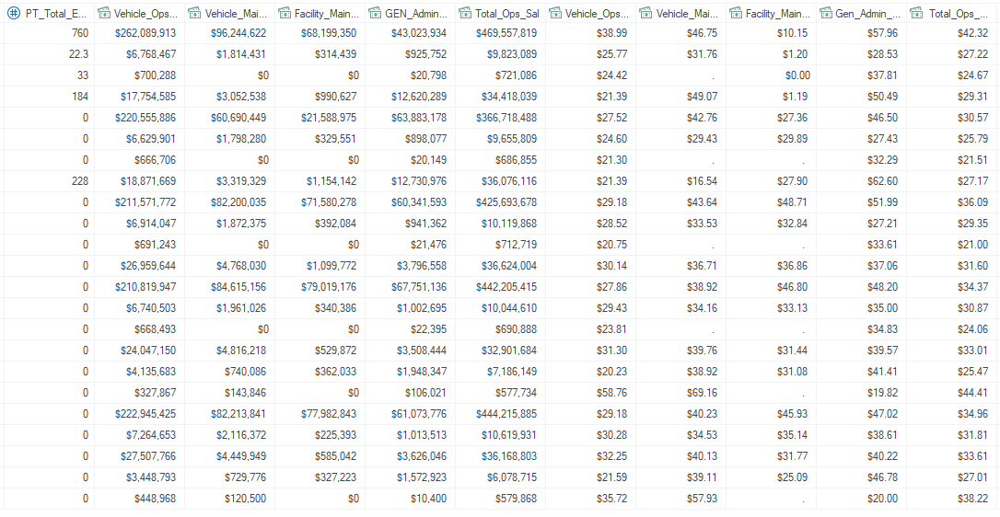 PT_Total_E... Vehicle_Ops... Vehicle_Mai... Facility_Main... GEN_Admin... Total_Ops_Sal Vehicle_Ops... Vehicle_Mai... Facility_Main... Gen_Admin_... Total_Ops_...
760 $262,089,913 $96,244,622 $68,199,350 $43,023,934 $469,557,819 $38.99 $46.75 $10.15 $57.96 $42.32
22.3 $6,768,467 $1,814,431 $314,439 $925,752 $9,823,089 $25.77 $31.76 $1.20 $28.53 $27.22
33 $700,288 $0 $0 $20,798 $721,086 $24.42 . $0.00 $37.81 $24.67
184 $17,754,585 $3,052,538 $990,627 $12,620,289 $34,418,039 $21.39 $49.07 $1.19 $50.49 $29.31
0 $220,555,886 $60,690,449 $21,588,975 $63,883,178 $366,718,488 $27.52 $42.76 $27.36 $46.50 $30.57
0 $6,629,901 $1,798,280 $329,551 $898,077 $9,655,809 $24.60 $29.43 $29.89 $27.43 $25.79
0 $666,706 $0 $0 $20,149 $686,855 $21.30 . . $32.29 $21.51
228 $18,871,669 $3,319,329 $1,154,142 $12,730,976 $36,076,116 $21.39 $16.54 $27.90 $62.60 $27.17
0 $211,571,772 $82,200,035 $71,580,278 $60,341,593 $425,693,678 $29.18 $43.64 $48.71 $51.99 $36.09
0 $6,914,047 $1,872,375 $392,084 $941,362 $10,119,868 $28.52 $33.53 $32.84 $27.21 $29.35
0 $691,243 $0 $0 $21,476 $712,719 $20.75 . . $33.61 $21.00
0 $26,959,644 $4,768,030 $1,099,772 $3,796,558 $36,624,004 $30.14 $36.71 $36.86 $37.06 $31.60
0 $210,819,947 $84,615,156 $79,019,176 $67,751,136 $442,205,415 $27.86 $38.92 $46.80 $48.20 $34.37
0 $6,740,503 $1,961,026 $340,386 $1,002,695 $10,044,610 $29.43 $34.16 $33.13 $35.00 $30.87
0 $668,493 $0 $0 $22,395 $690,888 $23.81 . . $34.83 $24.06
0 $24,047,150 $4,816,218 $529,872 $3,508,444 $32,901,684 $31.30 $39.76 $31.44 $39.57 $33.01
0 $4,135,683 $740,086 $362,033 $1,948,347 $7,186,149 $20.23 $38.92 $31.08 $41.41 $25.47
0 $327,867 $143,846 $0 $106,021 $577,734 $58.76 $69.16 . $19.82 $44.41
0 $222,945,425 $82,213,841 $77,982,843 $61,073,776 $444,215,885 $29.18 $40.23 $45.93 $47.02 $34.96
0 $7,264,653 $2,116,372 $225,393 $1,013,513 $10,619,931 $30.28 $34.53 $35.14 $38.61 $31.81
0 $27,507,766 $4,449,949 $585,042 $3,626,046 $36,168,803 $32.25 $40.13 $31.77 $40.22 $33.61
0 $3,448,793 $729,776 $327,223 $1,572,923 $6,078,715 $21.59 $39.11 $25.09 $46.78 $27.01
0 $448,968 $120,500 $0 $10,400 $579,868 $35.72 $57.93 . $20.00 $38.22